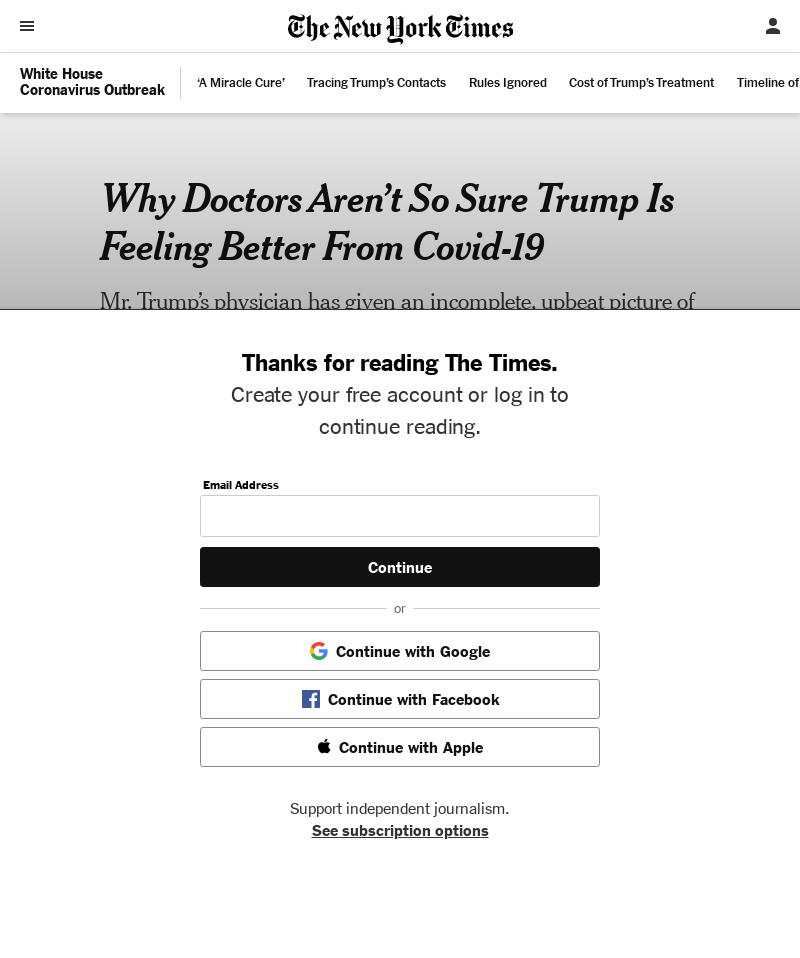 The New York Times
White House
Coronavirus Outbreak
‘A Miracle Cure’
Tracing Trump’s Contacts
Rules Ignored
Cost of Trump’s Treatment
Timeline of
Why Doctors Aren’t So Sure Trump Is
Feeling Better From Covid-19
Mr. Trump’s physician has given an incomplete, upbeat picture of
Thanks for reading The Times.
Create your free account or log in to
continue reading.
Email Address
Continue
or
Continue with Google
Continue with Facebook
Continue with Apple
Support independent journalism.
See subscription options